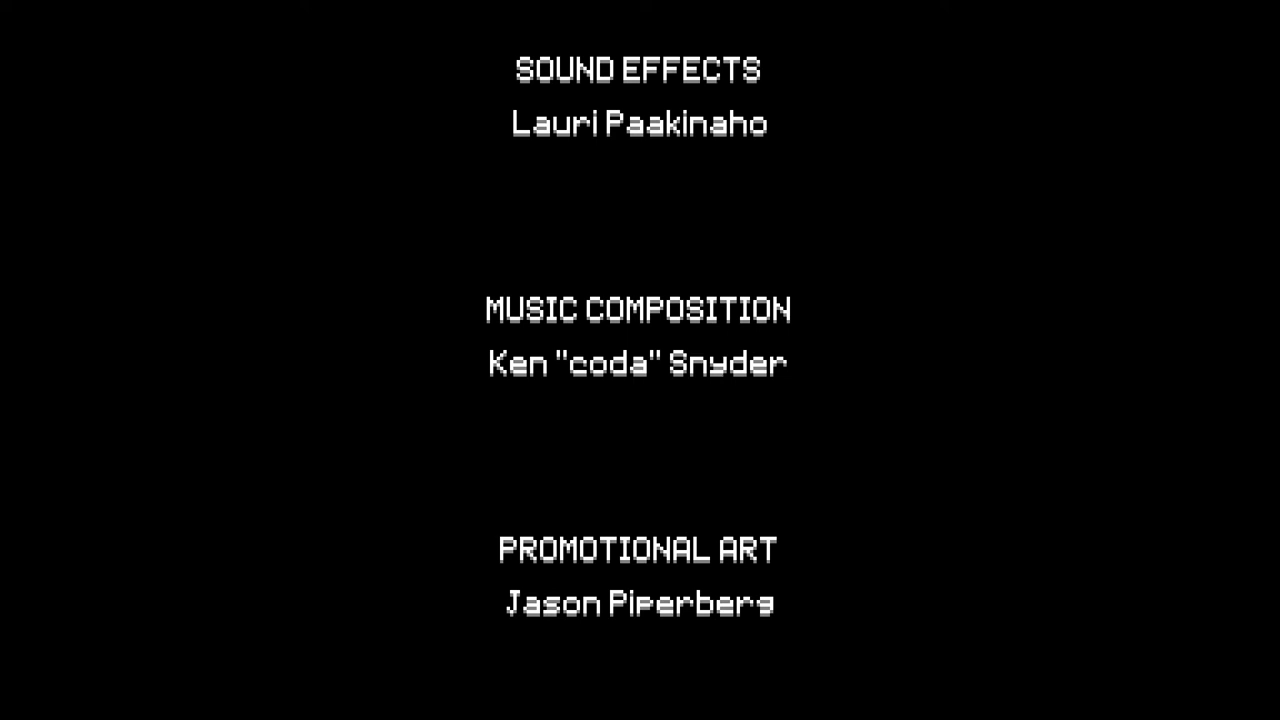 SOUND EFFECTS
Lauri Paakinaho
MUSIC COMPOSITION
Ken "coda" Snyder
PROMOTIONAL ART
Jason Piperberg